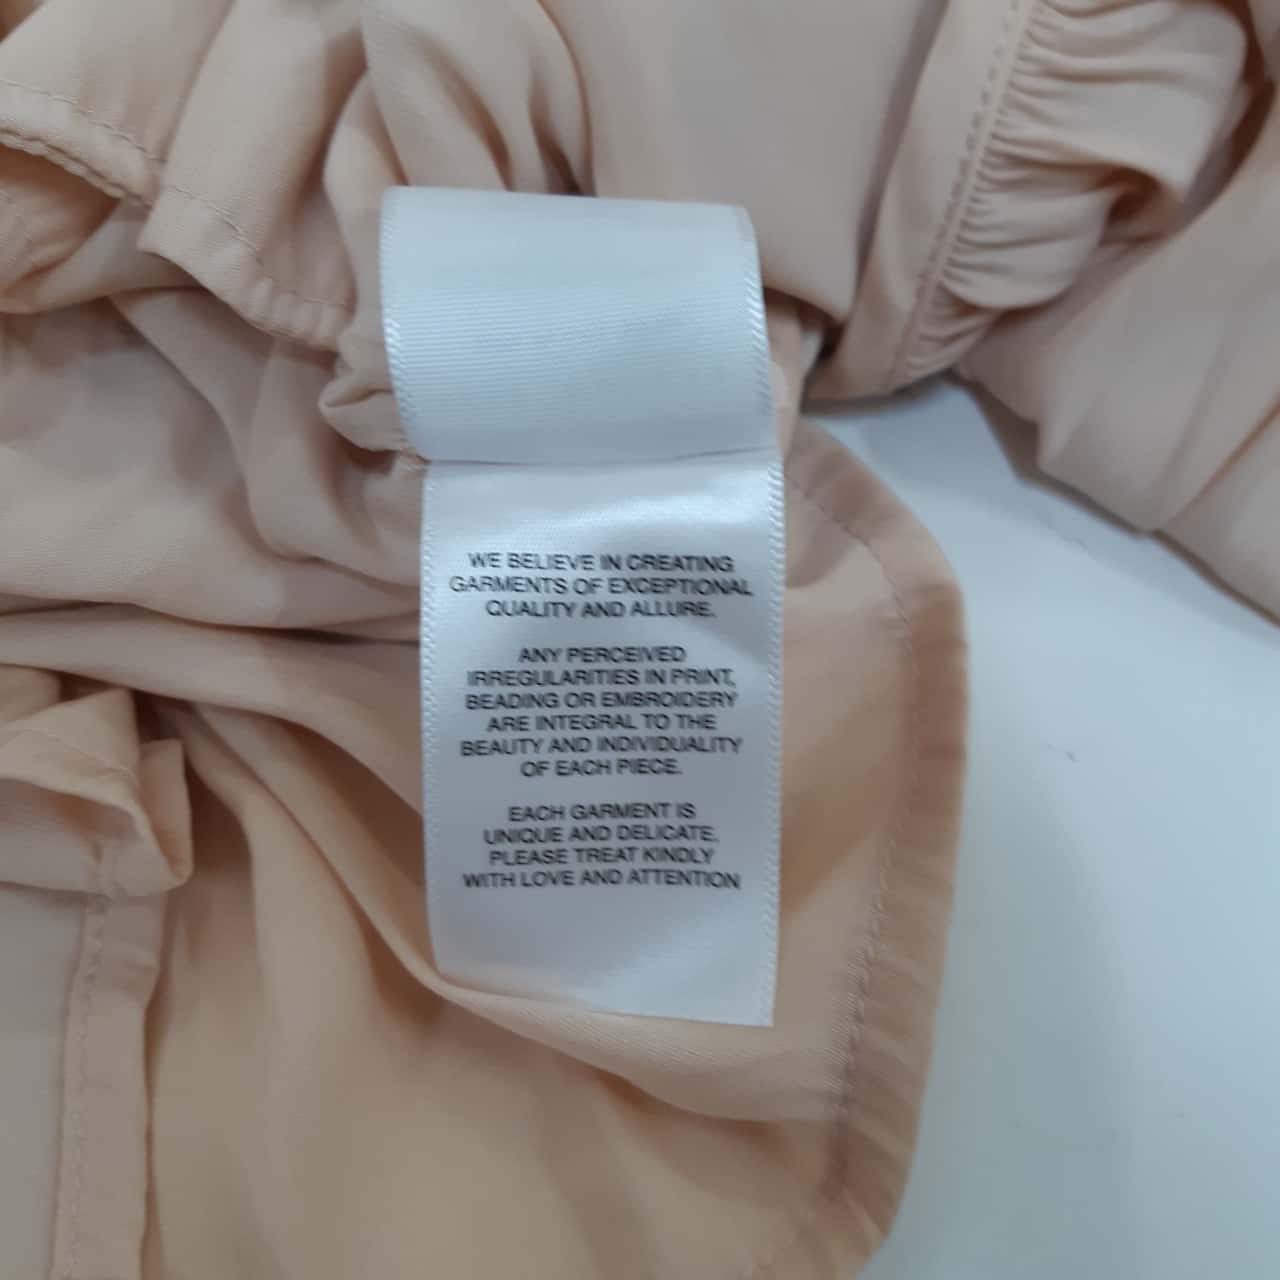 WE BELIEVE IN CREATING
GARMENTS OF EXCEPTIONAL
QUALITY AND ALLURE.
ANY PERCEIVED
IRREGULARITIES IN PRINT,
BEADING OR EMBROIDERY
ARE INTEGRAL TO THE
BEAUTY AND INDIVIDUALITY
OF EACH PIECE.
EACH GARMENT IS
UNIQUE AND DELICATE.
PLEASE TREAT KINDLY
WITH LOVE AND ATTENTION